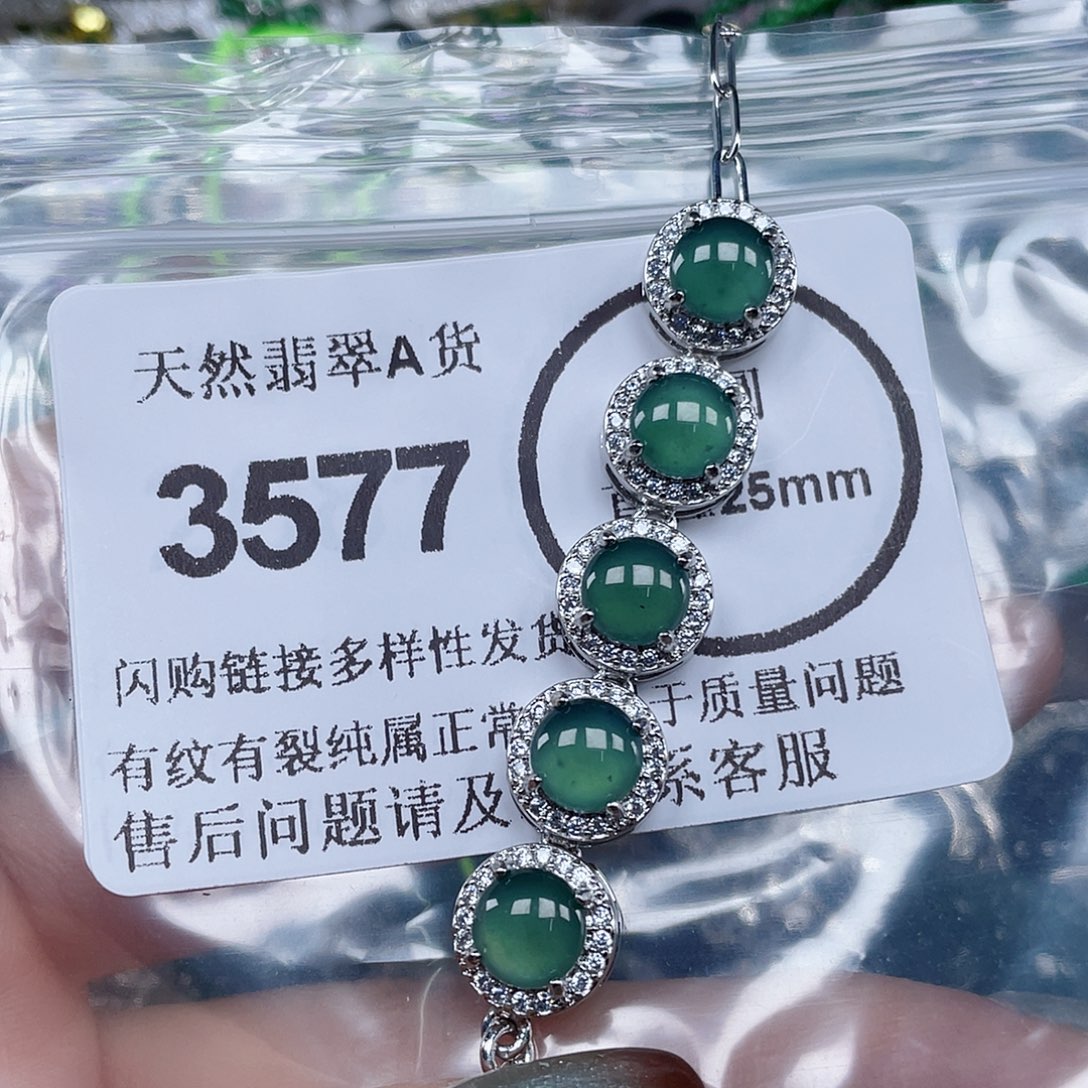 天然翡翠A货
3577
25mm
闪购链接多样性发货
有纹有裂纯属正常 于质量问题
售后问题请及 系客服